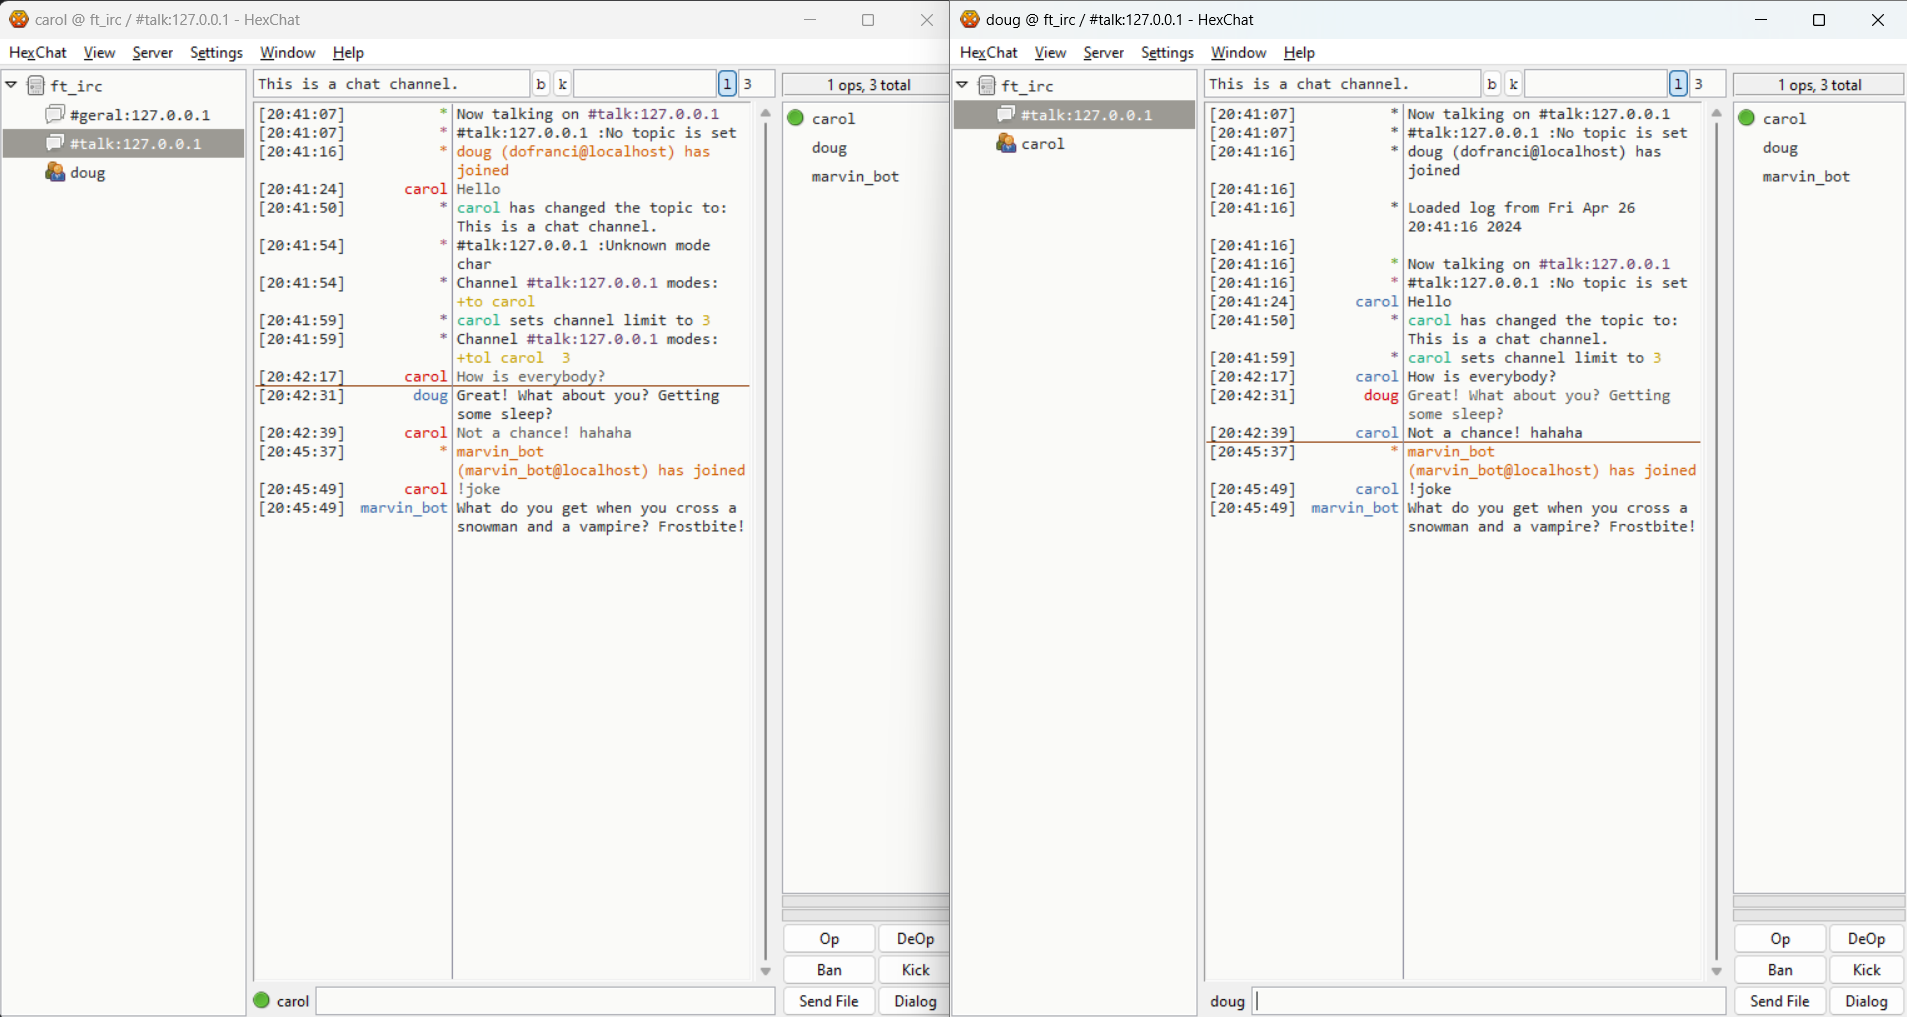 carol @ ft_irc / #talk:127.0.0.1 - HexChat
HexChat View Server Settings Window Help
ft_irc
#geral:127.0.0.1
#talk:127.0.0.1
doug
This is a chat channel. b k l 3
[20:41:07] * Now talking on #talk:127.0.0.1
[20:41:07] * #talk:127.0.0.1 :No topic is set
[20:41:16] * doug (dofranci@localhost) has
joined
[20:41:24] carol Hello
[20:41:50] * carol has changed the topic to:
This is a chat channel.
[20:41:54] * #talk:127.0.0.1 :Unknown mode
char
[20:41:54] * Channel #talk:127.0.0.1 modes:
+to carol
[20:41:59] * carol sets channel limit to 3
[20:41:59] * Channel #talk:127.0.0.1 modes:
+tol carol  3
[20:42:17] carol How is everybody?
[20:42:31] doug Great! What about you? Getting
some sleep?
[20:42:39] carol Not a chance! hahaha
[20:45:37] * marvin_bot
(marvin_bot@localhost) has joined
[20:45:49] carol !joke
[20:45:49] marvin_bot What do you get when you cross a
snowman and a vampire? Frostbite!
1 ops, 3 total
carol
doug
marvin_bot
Op DeOp
Ban Kick
Send File Dialog
carol
doug @ ft_irc / #talk:127.0.0.1 - HexChat
HexChat View Server Settings Window Help
ft_irc
#talk:127.0.0.1
carol
This is a chat channel. b k l 3
[20:41:07] * Now talking on #talk:127.0.0.1
[20:41:07] * #talk:127.0.0.1 :No topic is set
[20:41:16] * doug (dofranci@localhost) has
joined
[20:41:16]
[20:41:16] * Loaded log from Fri Apr 26
20:41:16 2024
[20:41:16]
[20:41:16] * Now talking on #talk:127.0.0.1
[20:41:16] * #talk:127.0.0.1 :No topic is set
[20:41:24] carol Hello
[20:41:50] * carol has changed the topic to:
This is a chat channel.
[20:41:59] * carol sets channel limit to 3
[20:42:17] carol How is everybody?
[20:42:31] doug Great! What about you? Getting
some sleep?
[20:42:39] carol Not a chance! hahaha
[20:45:37] * marvin_bot
(marvin_bot@localhost) has joined
[20:45:49] carol !joke
[20:45:49] marvin_bot What do you get when you cross a
snowman and a vampire? Frostbite!
1 ops, 3 total
carol
doug
marvin_bot
Op DeOp
Ban Kick
Send File Dialog
doug